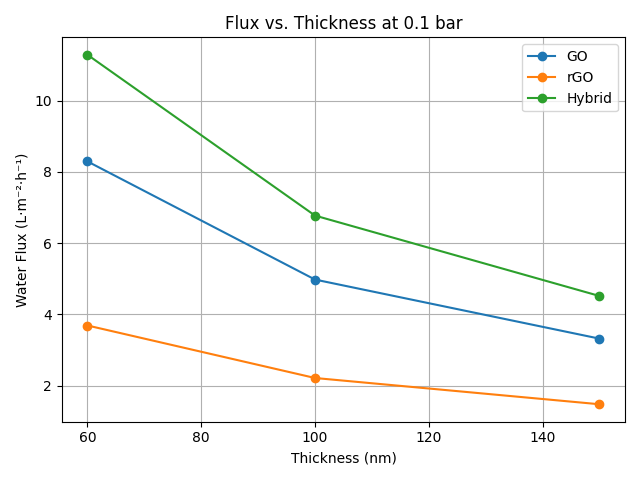 Flux vs. Thickness at 0.1 bar
GO
rGO
Hybrid
Water Flux (L·m⁻²·h⁻¹)
10
8
6
4
2
60
80
100
120
140
Thickness (nm)